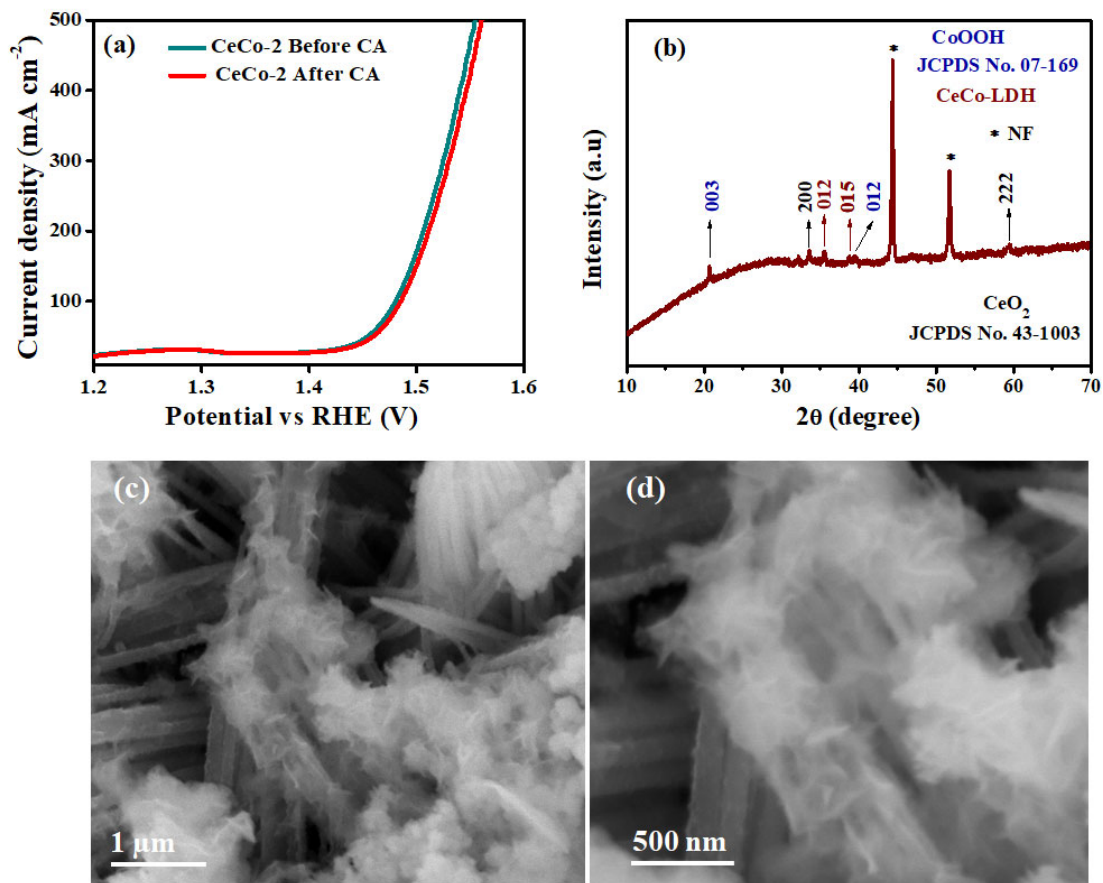 (a)
CeCo-2 Before CA
CeCo-2 After CA
500
400
300
200
100
Current density (mA cm⁻²)
1.2 1.3 1.4 1.5 1.6
Potential vs RHE (V)
(b)
CoOOH
JCPDS No. 07-169
CeCo-LDH
* NF
*
*
003
200
012
015
012
222
CeO₂
JCPDS No. 43-1003
Intensity (a.u)
10 20 30 40 50 60 70
2θ (degree)
(c)
1 µm
(d)
500 nm